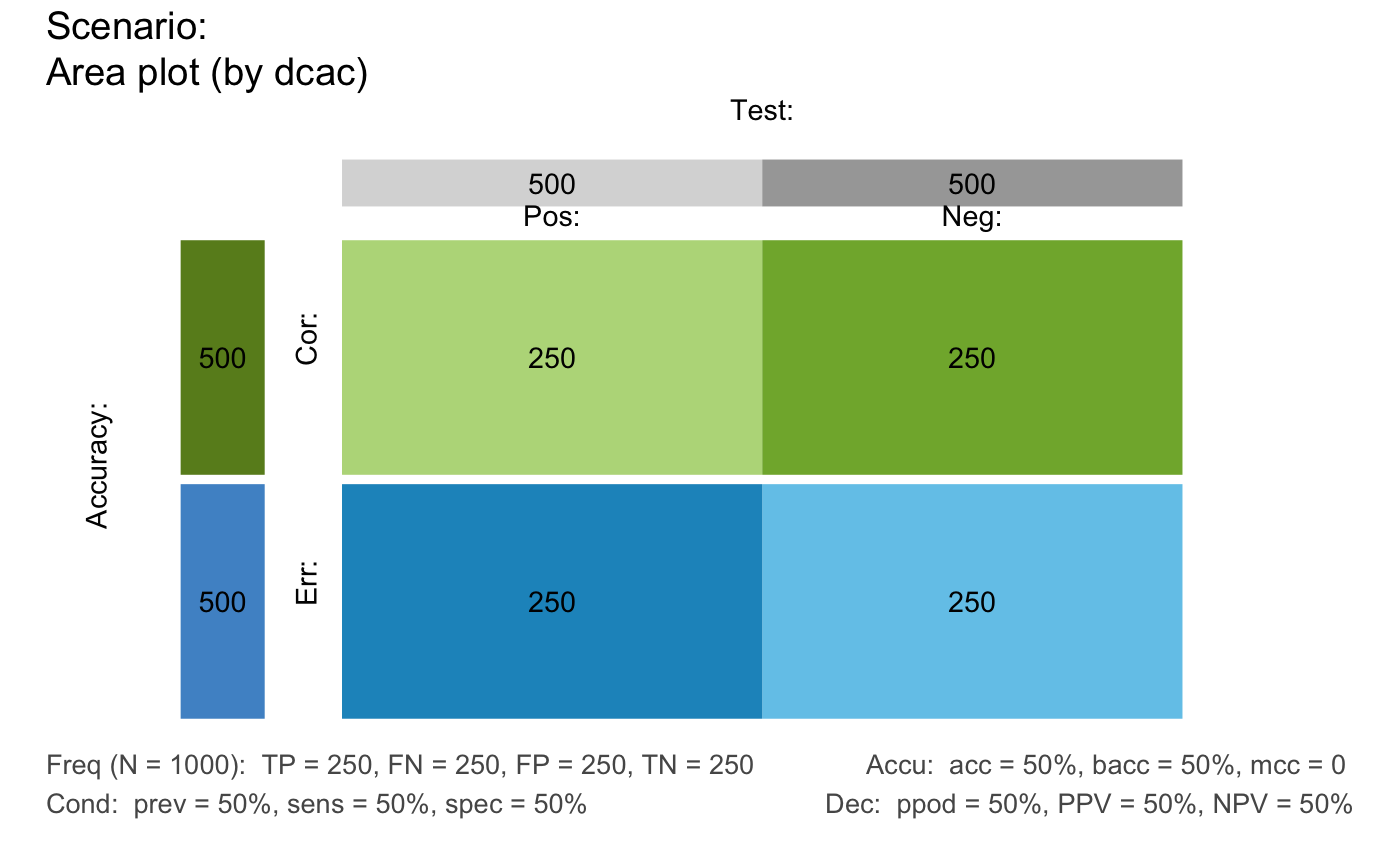 Scenario:
Area plot (by dcac)
Test:
500 500
Pos: Neg:
Accuracy:
500 Cor: 250 250
500 Err: 250 250
Freq (N = 1000):  TP = 250, FN = 250, FP = 250, TN = 250 Accu:  acc = 50%, bacc = 50%, mcc = 0
Cond:  prev = 50%, sens = 50%, spec = 50% Dec:  ppod = 50%, PPV = 50%, NPV = 50%